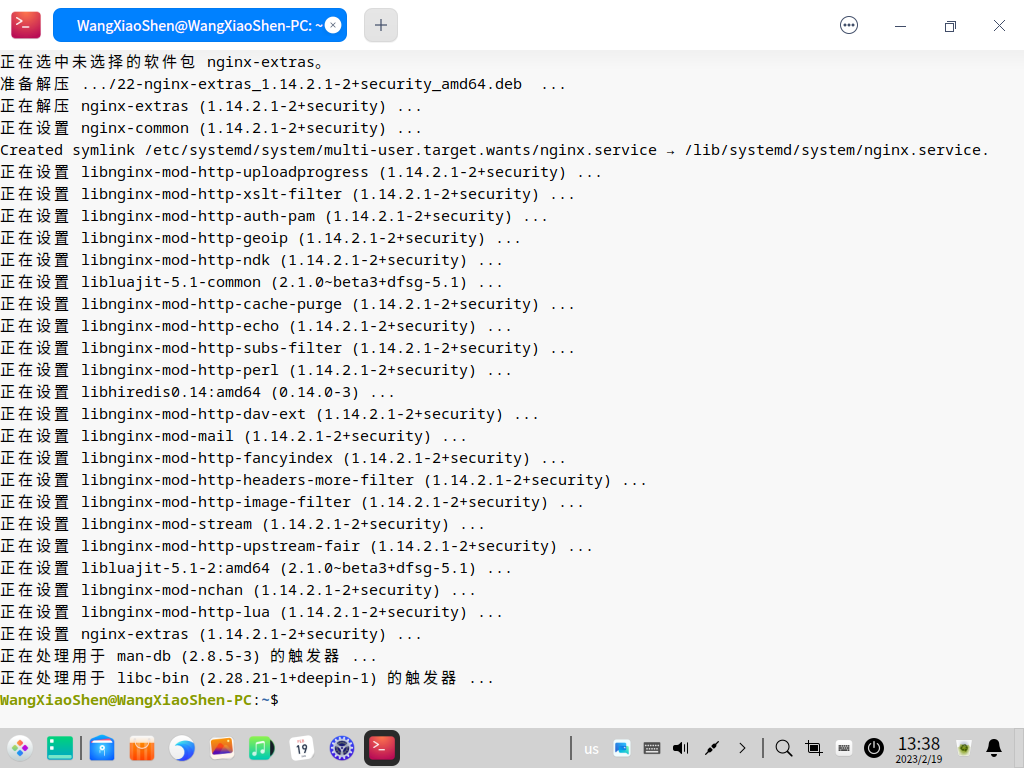 WangXiaoShen@WangXiaoShen-PC: ~
正在选中未选择的软件包 nginx-extras。
准备解压 .../22-nginx-extras_1.14.2.1-2+security_amd64.deb  ...
正在解压 nginx-extras (1.14.2.1-2+security) ...
正在设置 nginx-common (1.14.2.1-2+security) ...
Created symlink /etc/systemd/system/multi-user.target.wants/nginx.service → /lib/systemd/system/nginx.service.
正在设置 libnginx-mod-http-uploadprogress (1.14.2.1-2+security) ...
正在设置 libnginx-mod-http-xslt-filter (1.14.2.1-2+security) ...
正在设置 libnginx-mod-http-auth-pam (1.14.2.1-2+security) ...
正在设置 libnginx-mod-http-geoip (1.14.2.1-2+security) ...
正在设置 libnginx-mod-http-ndk (1.14.2.1-2+security) ...
正在设置 libluajit-5.1-common (2.1.0~beta3+dfsg-5.1) ...
正在设置 libnginx-mod-http-cache-purge (1.14.2.1-2+security) ...
正在设置 libnginx-mod-http-echo (1.14.2.1-2+security) ...
正在设置 libnginx-mod-http-subs-filter (1.14.2.1-2+security) ...
正在设置 libnginx-mod-http-perl (1.14.2.1-2+security) ...
正在设置 libhiredis0.14:amd64 (0.14.0-3) ...
正在设置 libnginx-mod-http-dav-ext (1.14.2.1-2+security) ...
正在设置 libnginx-mod-mail (1.14.2.1-2+security) ...
正在设置 libnginx-mod-http-fancyindex (1.14.2.1-2+security) ...
正在设置 libnginx-mod-http-headers-more-filter (1.14.2.1-2+security) ...
正在设置 libnginx-mod-http-image-filter (1.14.2.1-2+security) ...
正在设置 libnginx-mod-stream (1.14.2.1-2+security) ...
正在设置 libnginx-mod-http-upstream-fair (1.14.2.1-2+security) ...
正在设置 libluajit-5.1-2:amd64 (2.1.0~beta3+dfsg-5.1) ...
正在设置 libnginx-mod-nchan (1.14.2.1-2+security) ...
正在设置 libnginx-mod-http-lua (1.14.2.1-2+security) ...
正在设置 nginx-extras (1.14.2.1-2+security) ...
正在处理用于 man-db (2.8.5-3) 的触发器 ...
正在处理用于 libc-bin (2.28.21-1+deepin-1) 的触发器 ...
WangXiaoShen@WangXiaoShen-PC:~$
19
us
13:38
2023/2/19